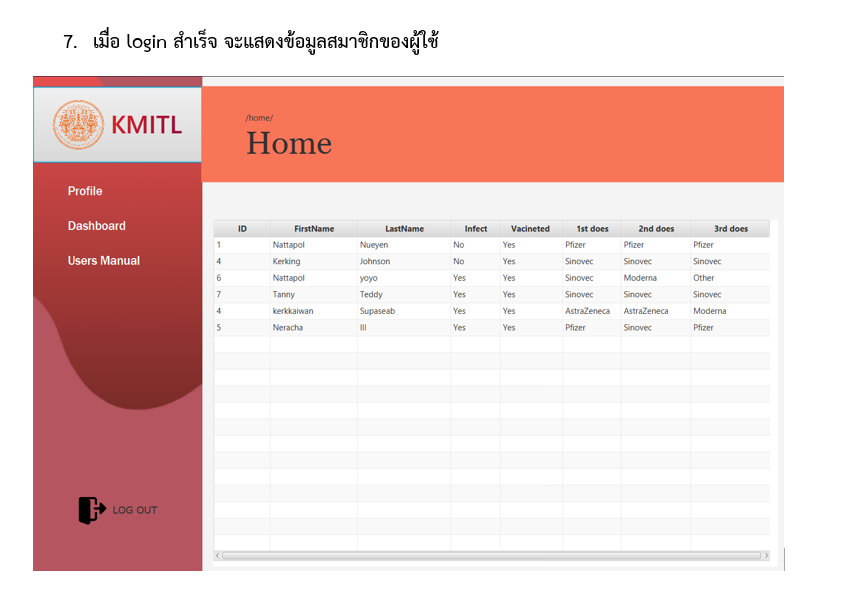 7. เมื่อ login สำเร็จ จะแสดงข้อมูลสมาชิกของผู้ใช้
KMITL
/home/
Home
Profile
Dashboard
Users Manual
LOG OUT
ID FirstName LastName Infect Vacineted 1st does 2nd does 3rd does
1 Nattapol Nueyen No Yes Pfizer Pfizer Pfizer
4 Kerking Johnson No Yes Sinovec Sinovec Sinovec
6 Nattapol yoyo Yes Yes Sinovec Moderna Other
7 Tanny Teddy Yes Yes Sinovec Sinovec Sinovec
4 kerkkaiwan Supaseab Yes Yes AstraZeneca AstraZeneca Moderna
5 Neracha lll Yes Yes Pfizer Sinovec Pfizer